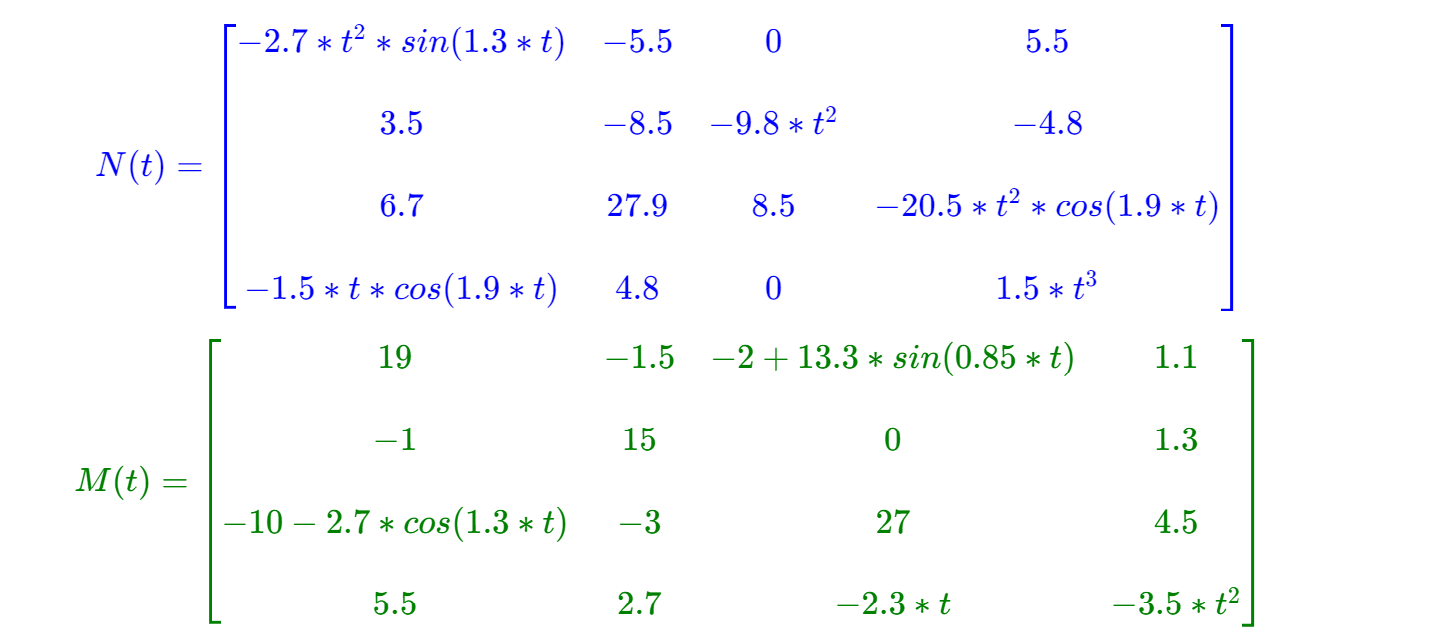 −2.7 ∗ t² ∗ sin(1.3 ∗ t) −5.5 0 5.5
3.5 −8.5 −9.8 ∗ t² −4.8
N(t) =
6.7 27.9 8.5 −20.5 ∗ t² ∗ cos(1.9 ∗ t)
−1.5 ∗ t ∗ cos(1.9 ∗ t) 4.8 0 1.5 ∗ t³
19 −1.5 −2 + 13.3 ∗ sin(0.85 ∗ t) 1.1
−1 15 0 1.3
M(t) =
−10 − 2.7 ∗ cos(1.3 ∗ t) −3 27 4.5
5.5 2.7 −2.3 ∗ t −3.5 ∗ t²